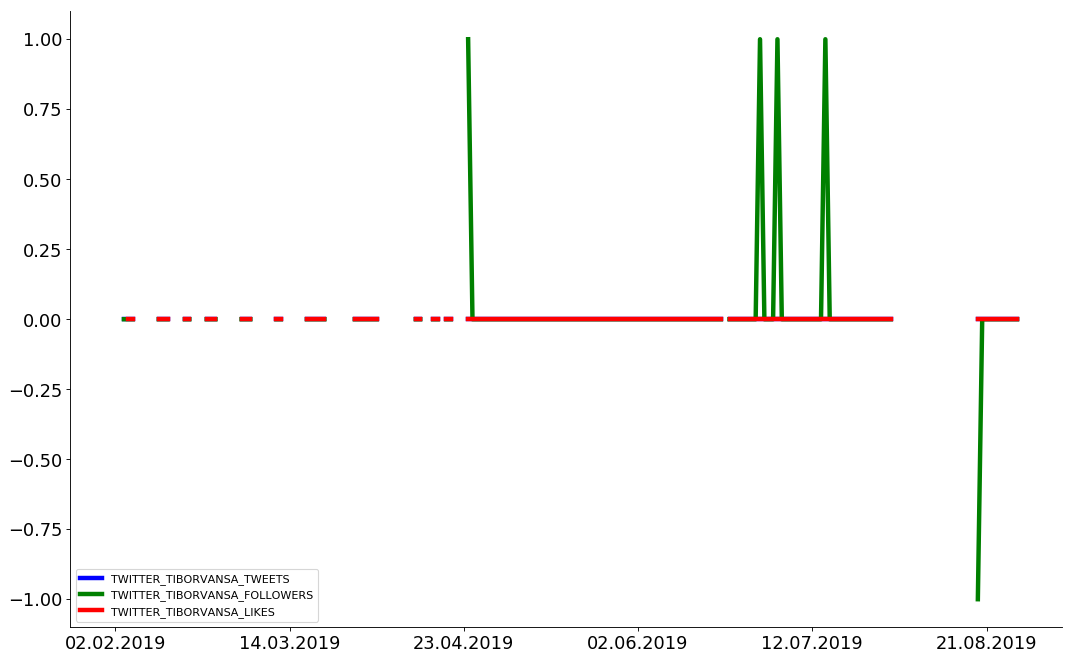 1.00
0.75
0.50
0.25
0.00
−0.25
−0.50
−0.75
−1.00
TWITTER_TIBORVANSA_TWEETS
TWITTER_TIBORVANSA_FOLLOWERS
TWITTER_TIBORVANSA_LIKES
02.02.2019 14.03.2019 23.04.2019 02.06.2019 12.07.2019 21.08.2019